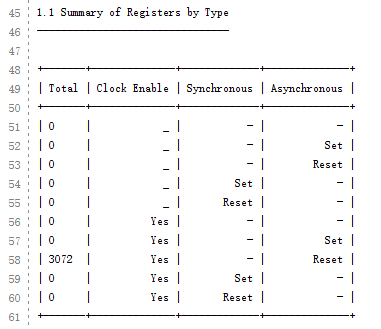 45 1.1 Summary of Registers by Type
46 ------------------------------
47
48 +-------+--------------+-------------+--------------+
49 | Total | Clock Enable | Synchronous | Asynchronous |
50 +-------+--------------+-------------+--------------+
51 | 0     |            _ |           - |            - |
52 | 0     |            _ |           - |          Set |
53 | 0     |            _ |           - |        Reset |
54 | 0     |            _ |         Set |            - |
55 | 0     |            _ |       Reset |            - |
56 | 0     |          Yes |           - |            - |
57 | 0     |          Yes |           - |          Set |
58 | 3072  |          Yes |           - |        Reset |
59 | 0     |          Yes |         Set |            - |
60 | 0     |          Yes |       Reset |            - |
61 +-------+--------------+-------------+--------------+